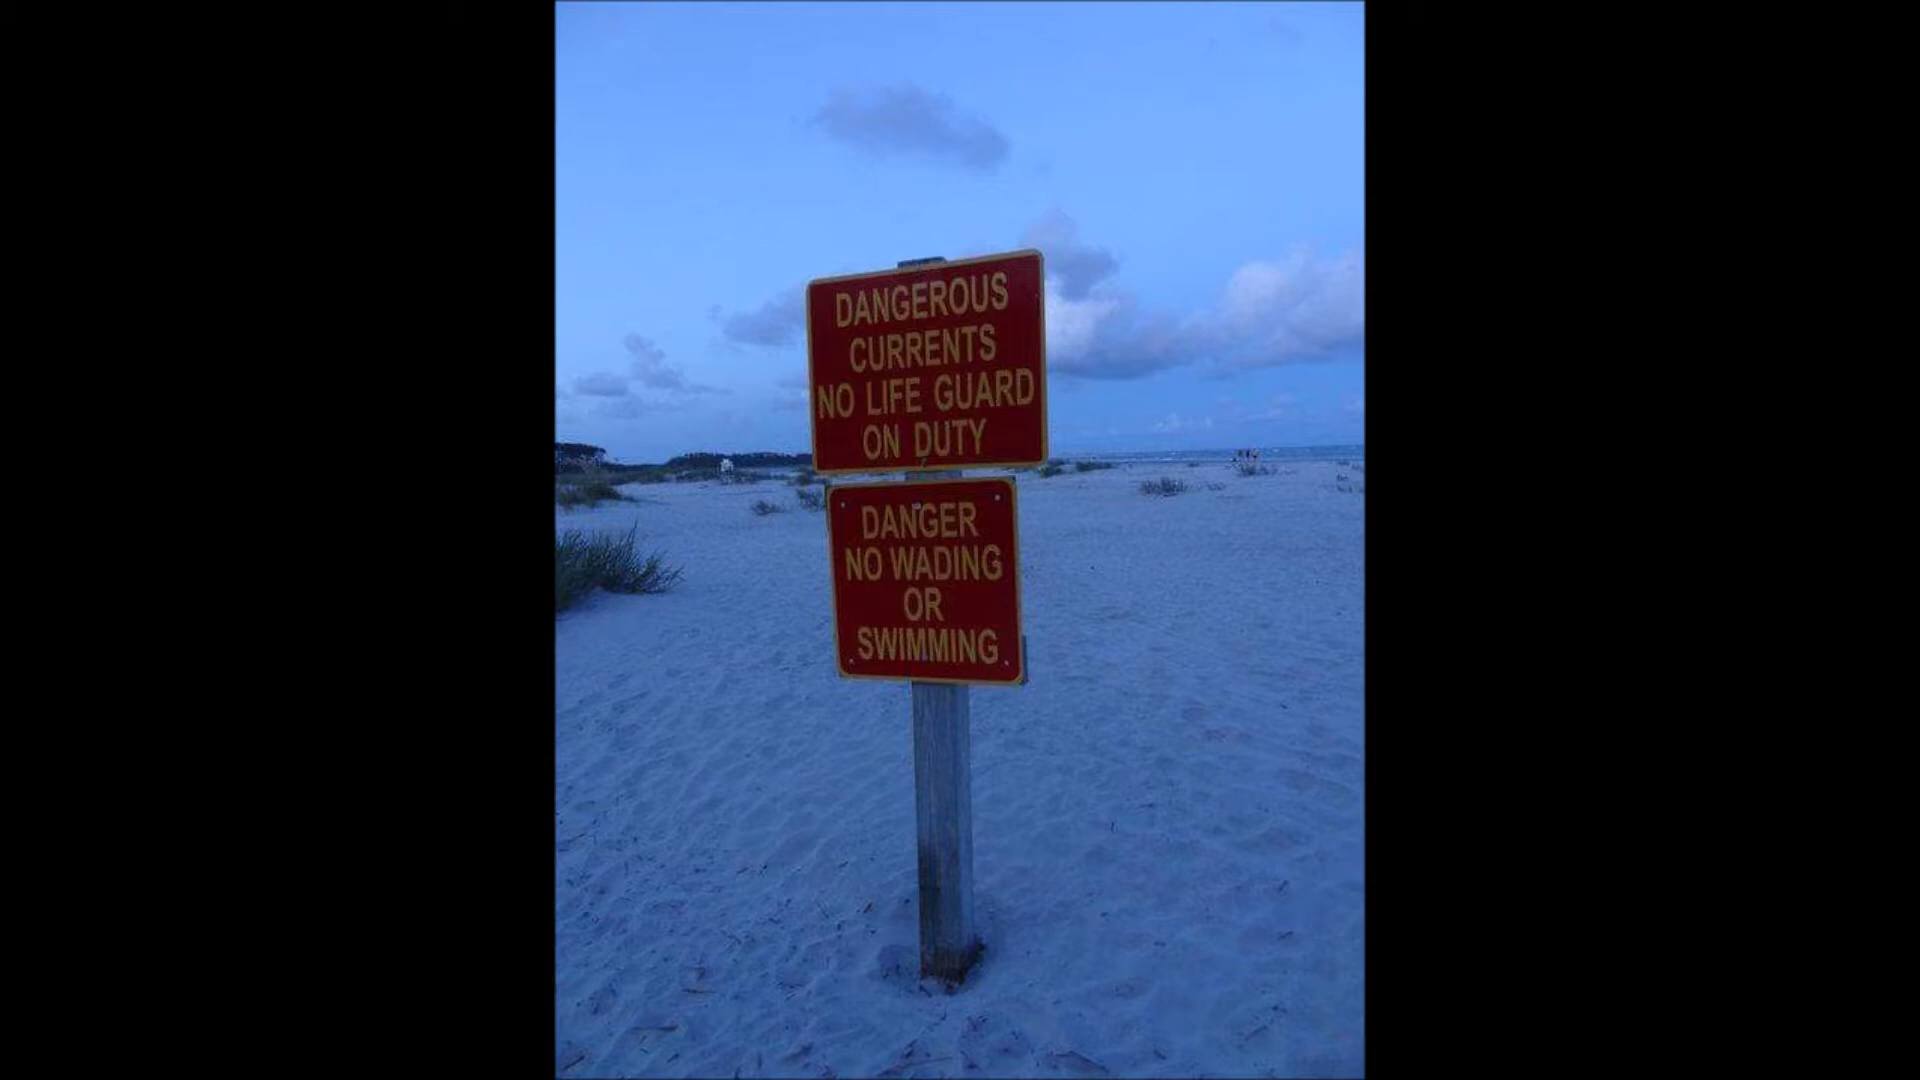 DANGEROUS
CURRENTS
NO LIFE GUARD
ON DUTY
DANGER
NO WADING
OR
SWIMMING